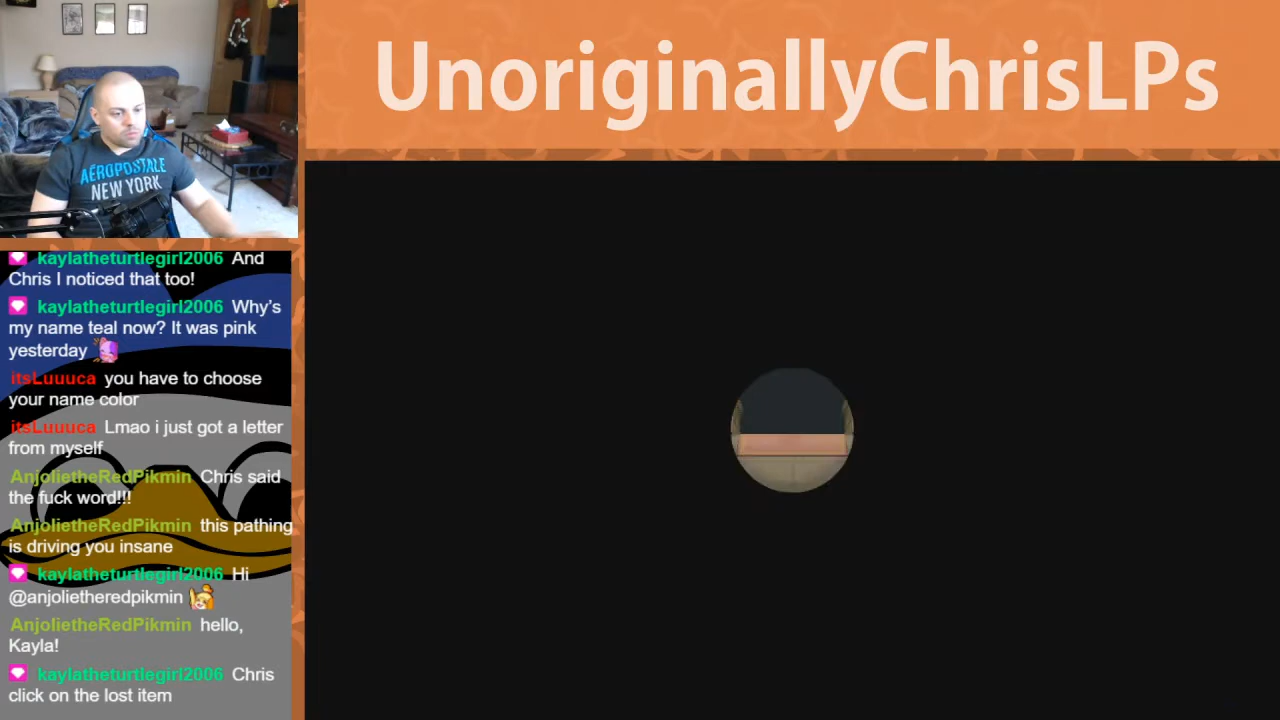 UnoriginallyChrisLPs
AÉROPOSTALE
NEW YORK
kaylatheturtlegirl2006 And
Chris I noticed that too!
kaylatheturtlegirl2006 Why's
my name teal now? It was pink
yesterday
itsLuuuca you have to choose
your name color
itsLuuuca Lmao i just got a letter
from myself
AnjolietheRedPikmin Chris said
the fuck word!!!
AnjolietheRedPikmin this pathing
is driving you insane
kaylatheturtlegirl2006 Hi
@anjolietheredpikmin
AnjolietheRedPikmin hello,
Kayla!
kaylatheturtlegirl2006 Chris
click on the lost item